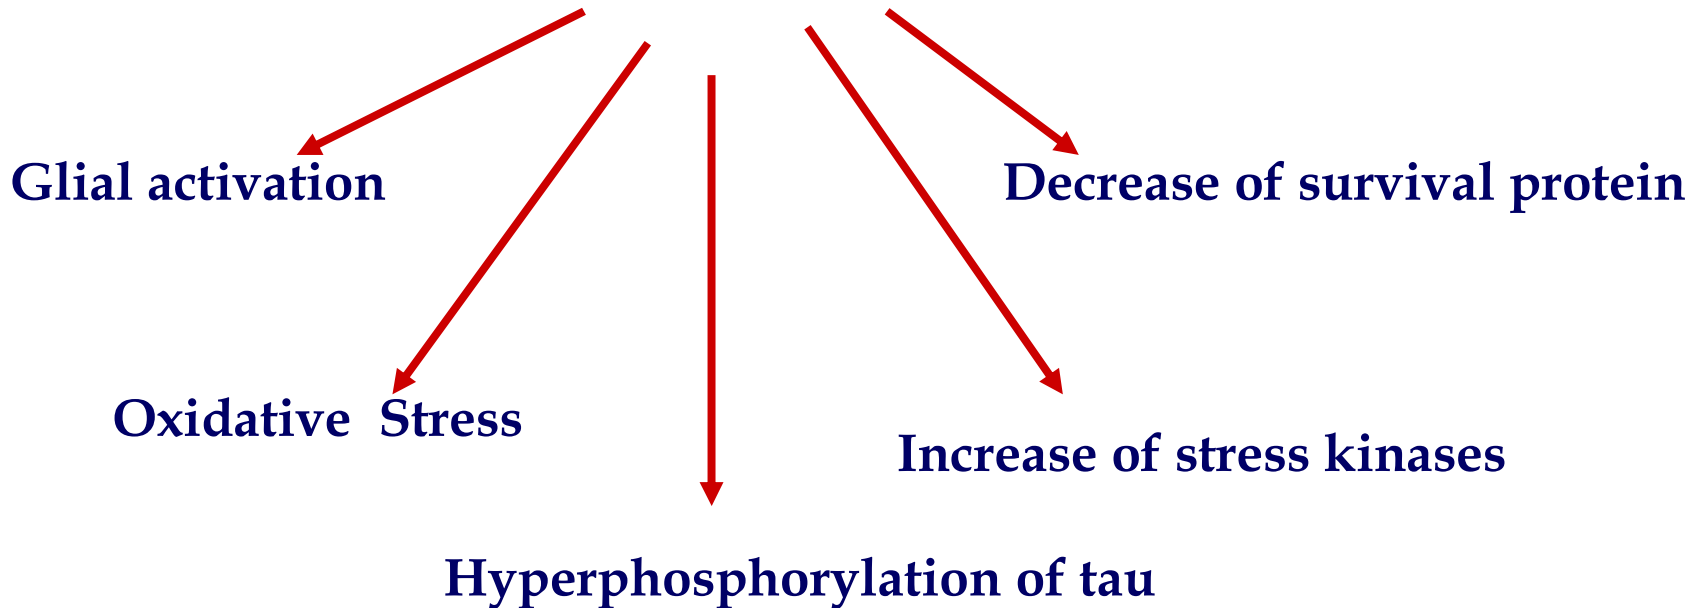 Glial activation
Decrease of survival protein
Oxidative  Stress
Increase of stress kinases
Hyperphosphorylation of tau